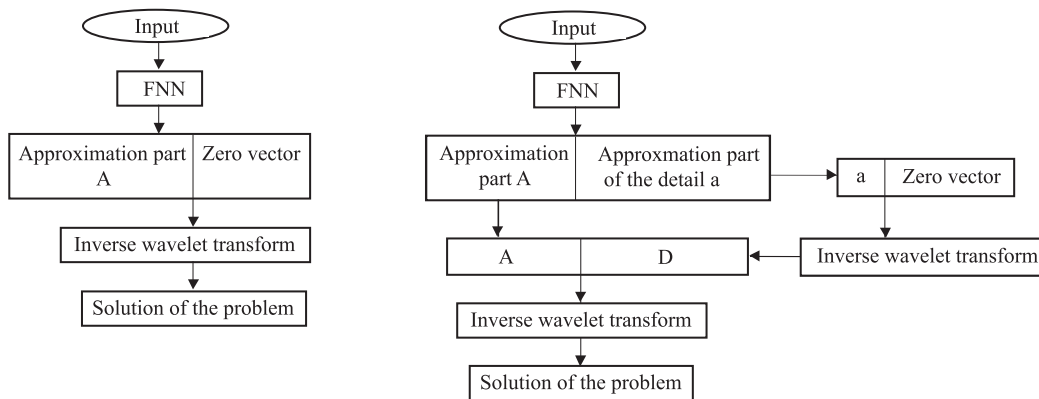 Input
FNN
Approximation part
A
Zero vector
Inverse wavelet transform
Solution of the problem
Input
FNN
Approximation
part A
Approxmation part
of the detail a
a
Zero vector
A
D
Inverse wavelet transform
Inverse wavelet transform
Solution of the problem